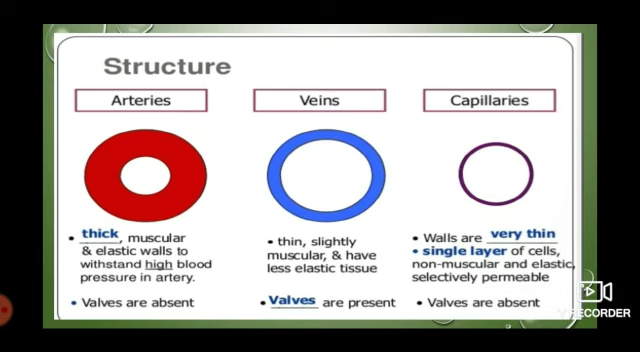 Structure
Arteries
Veins
Capillaries
• thick, muscular
& elastic walls to
withstand high blood
pressure in artery.
• Valves are absent
• thin, slightly
muscular, & have
less elastic tissue
• Valves are present
• Walls are very thin
• single layer of cells,
non-muscular and elastic,
selectively permeable
• Valves are absent
RECORDER